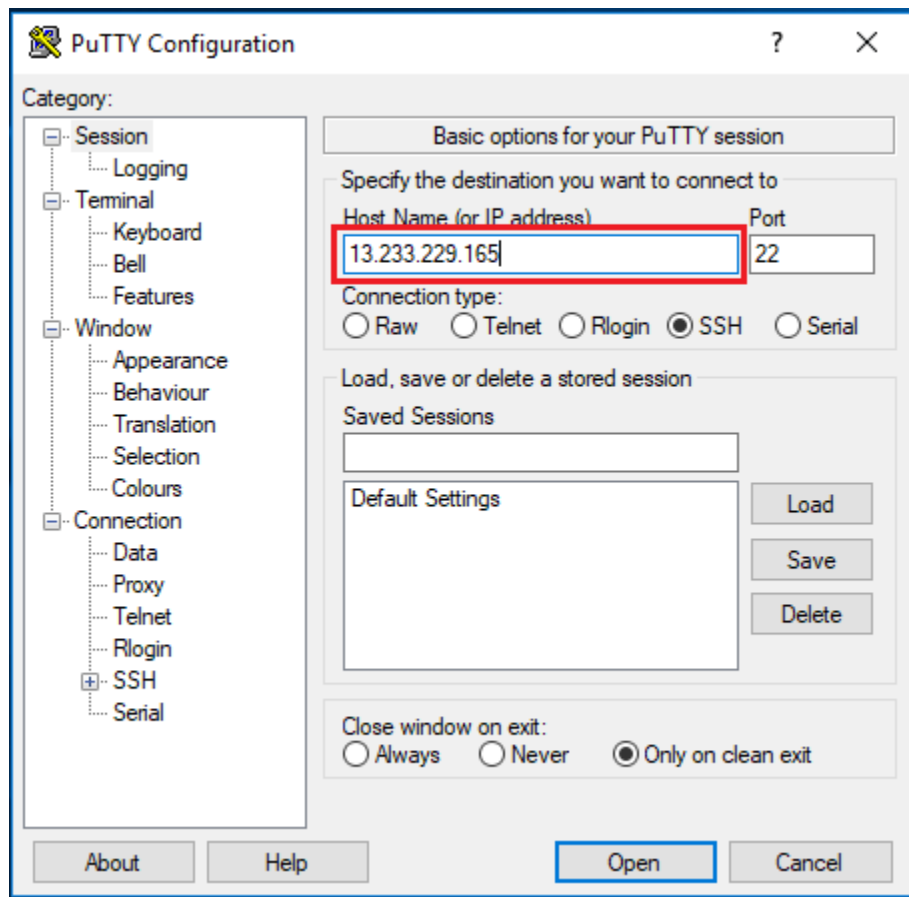 PuTTY Configuration
?
Category:
Session
Logging
Terminal
Keyboard
Bell
Features
Window
Appearance
Behaviour
Translation
Selection
Colours
Connection
Data
Proxy
Telnet
Rlogin
SSH
Serial
Basic options for your PuTTY session
Specify the destination you want to connect to
Host Name (or IP address) Port
13.233.229.165 22
Connection type:
Raw Telnet Rlogin SSH Serial
Load, save or delete a stored session
Saved Sessions
Default Settings
Load
Save
Delete
Close window on exit:
Always Never Only on clean exit
About Help Open Cancel